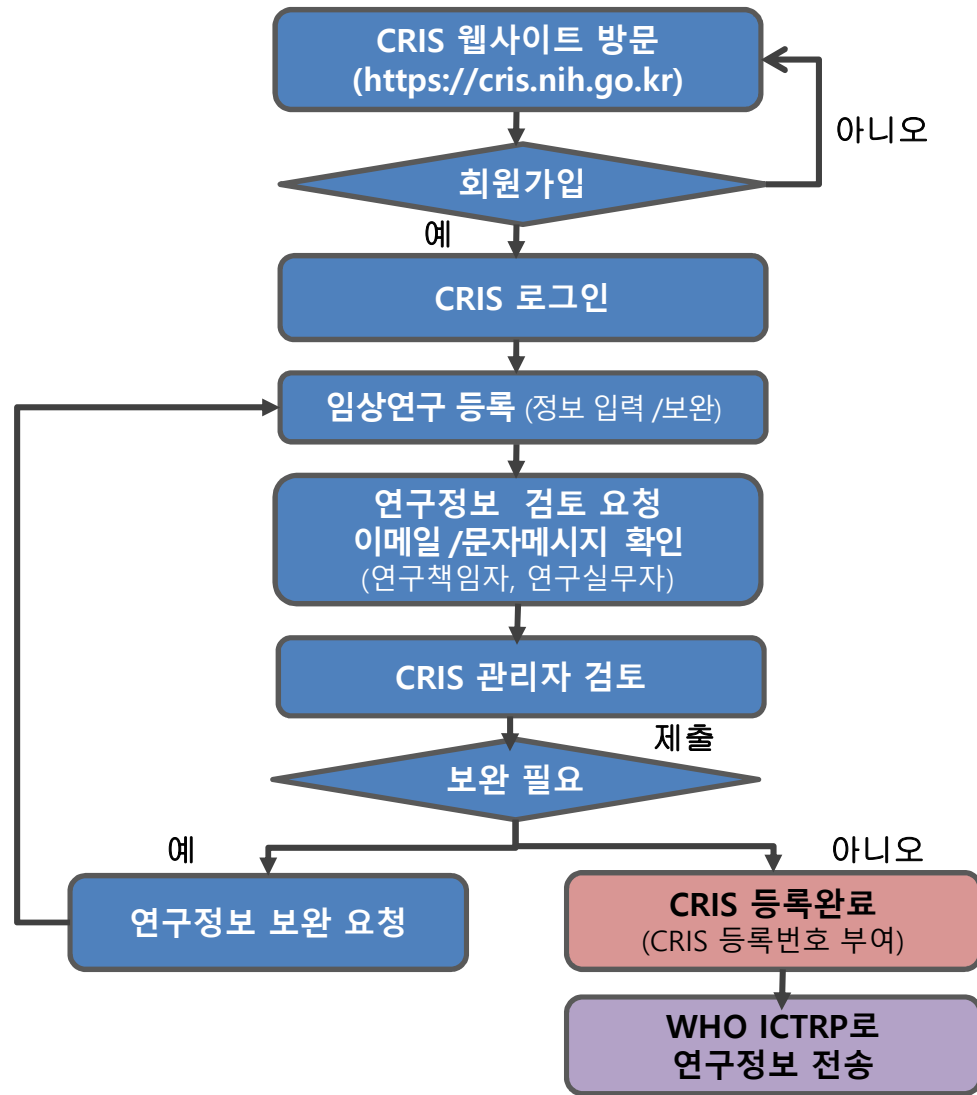 CRIS 웹사이트 방문
(https://cris.nih.go.kr)
아니오
회원가입
예
CRIS 로그인
임상연구 등록 (정보 입력 /보완)
연구정보 검토 요청
이메일 /문자메시지 확인
(연구책임자, 연구실무자)
CRIS 관리자 검토
제출
보완 필요
예
아니오
연구정보 보완 요청
CRIS 등록완료
(CRIS 등록번호 부여)
WHO ICTRP로
연구정보 전송